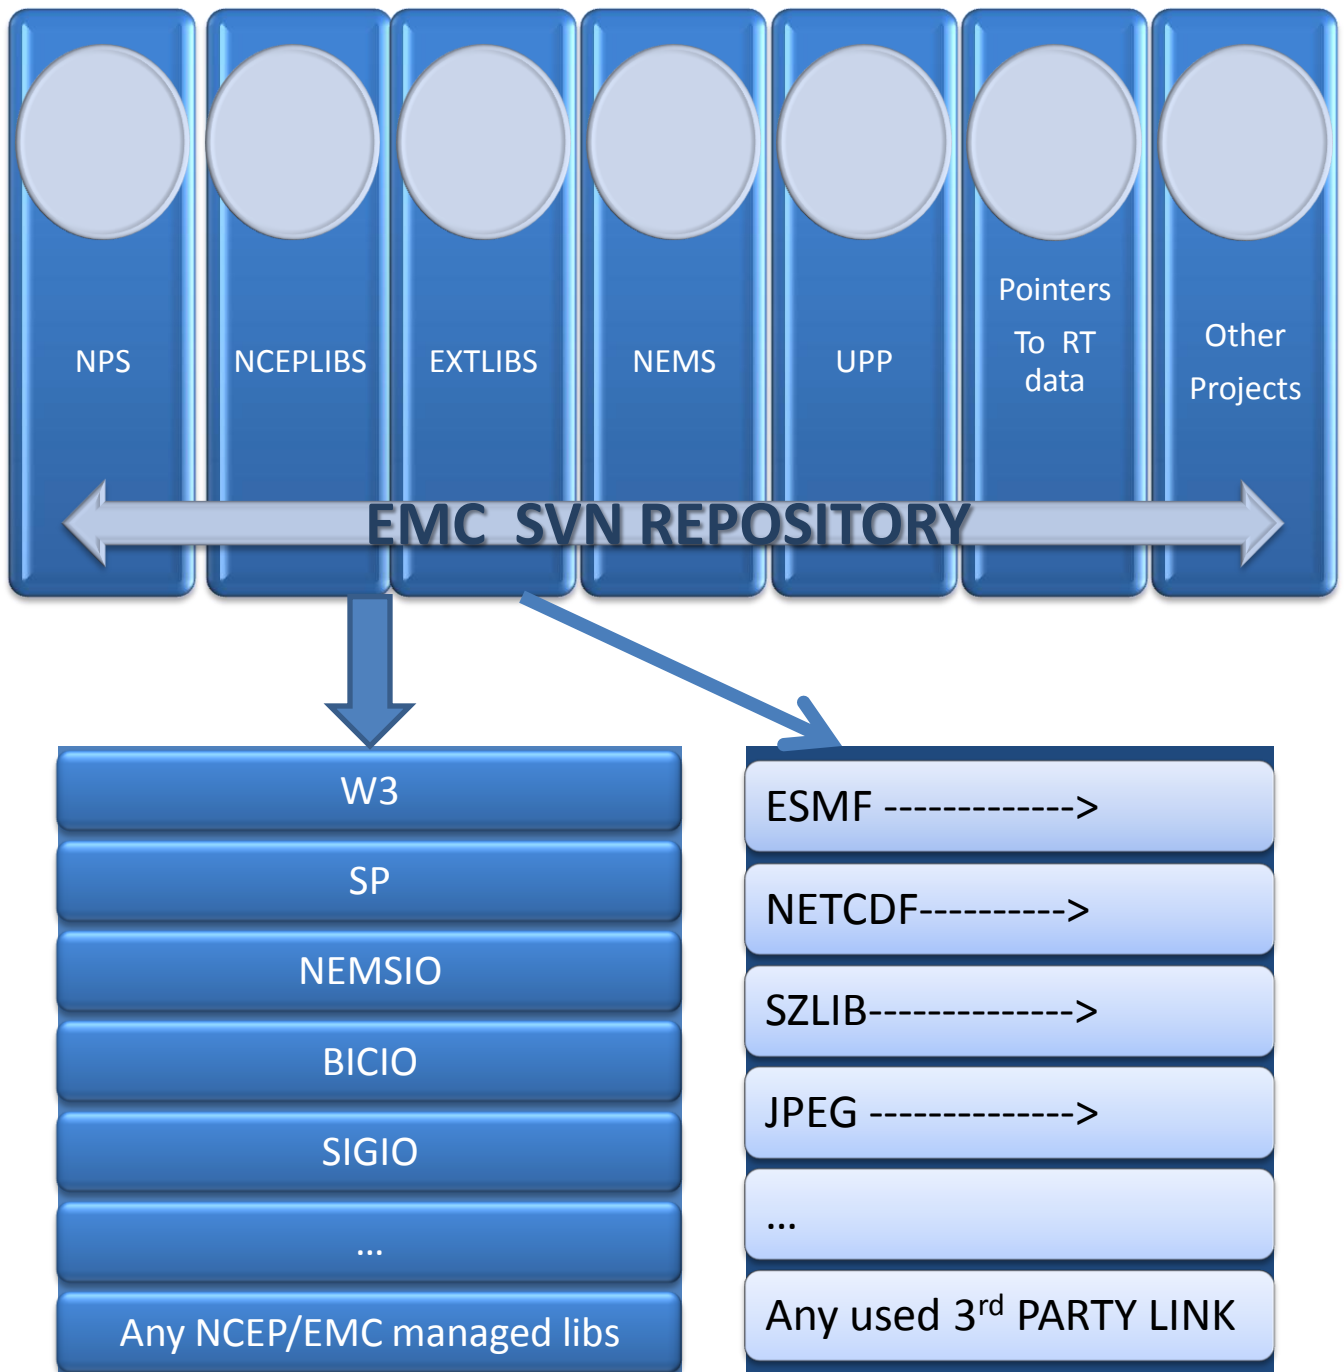 NPS
NCEPLIBS
EXTLIBS
NEMS
UPP
Pointers
To RT
data
Other
Projects
EMC SVN REPOSITORY
W3
SP
NEMSIO
BICIO
SIGIO
...
Any NCEP/EMC managed libs
ESMF ------------->
NETCDF---------->
SZLIB-------------->
JPEG -------------->
...
Any used 3rd PARTY LINK